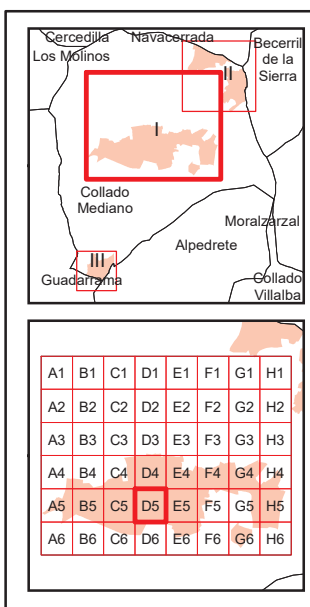 Cercedilla Navacerrada
Becerril
Los Molinos
de la
II
Sierra
I
Collado
Mediano
Moralzarzal
Alpedrete
III
Guadarrama
Collado
Villalba
A1 B1 C1 D1 E1 F1 G1 H1
A2 B2 C2 D2 E2 F2 G2 H2
A3 B3 C3 D3 E3 F3 G3 H3
A4 B4 C4 D4 E4 F4 G4 H4
A5 B5 C5 D5 E5 F5 G5 H5
A6 B6 C6 D6 E6 F6 G6 H6